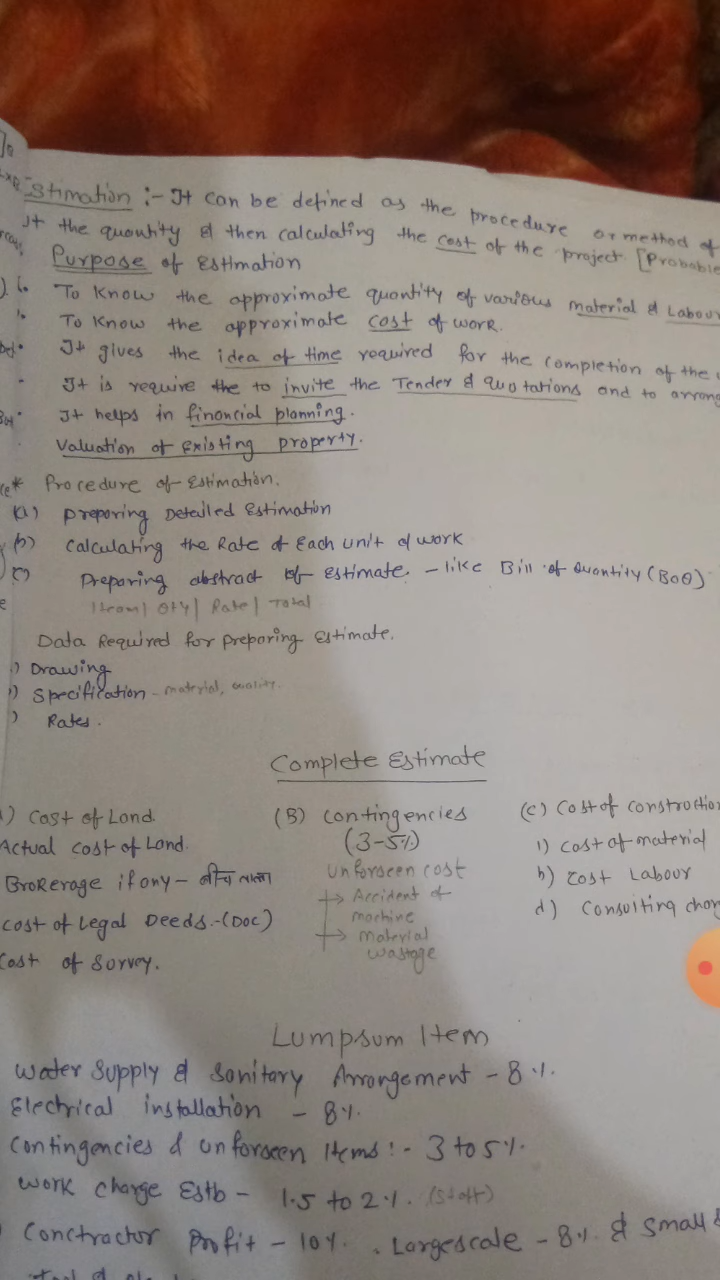 Estimation :- It can be defined as the procedure or method of
It the quantity & then calculating the cost of the project [Probable
Purpose of Estimation
To know the approximate quantity of various material & Labour
To know the approximate cost of work.
It gives the idea of time required for the completion of the
It is require the to invite the Tender & quotations and to arrang
It helps in financial planning.
Valuation of existing property.
* Procedure of Estimation.
(a) preparing Detailed Estimation
(b) Calculating the Rate of Each unit of work
(c) Preparing abstract of estimate - like Bill of Quantity (BOQ)
Item | QTY | Rate | Total
Data Required for preparing Estimate.
) Drawing
) Specification - material, quality.
) Rates.
Complete Estimate
) Cost of Land. (B) contingencies (c) Cost of construction
Actual cost of Land. (3-5%) 1) cost of material
Brokerage if any - बीच वाला unforseen cost b) cost Labour
→ Accident of machine
cost of Legal Deeds.-(Doc) d) Consulting char
→ material wastage
Cost of Sorvey.
Lumpsum Item
Water Supply & Sanitary Arrongement - 8%.
Electrical installation - 8%.
Contingencies & unforseen Items :- 3 to 5%.
Work charge Estb - 1.5 to 2%. (Staff)
Conctractor Profit - 10%. Largescale - 8% & Small